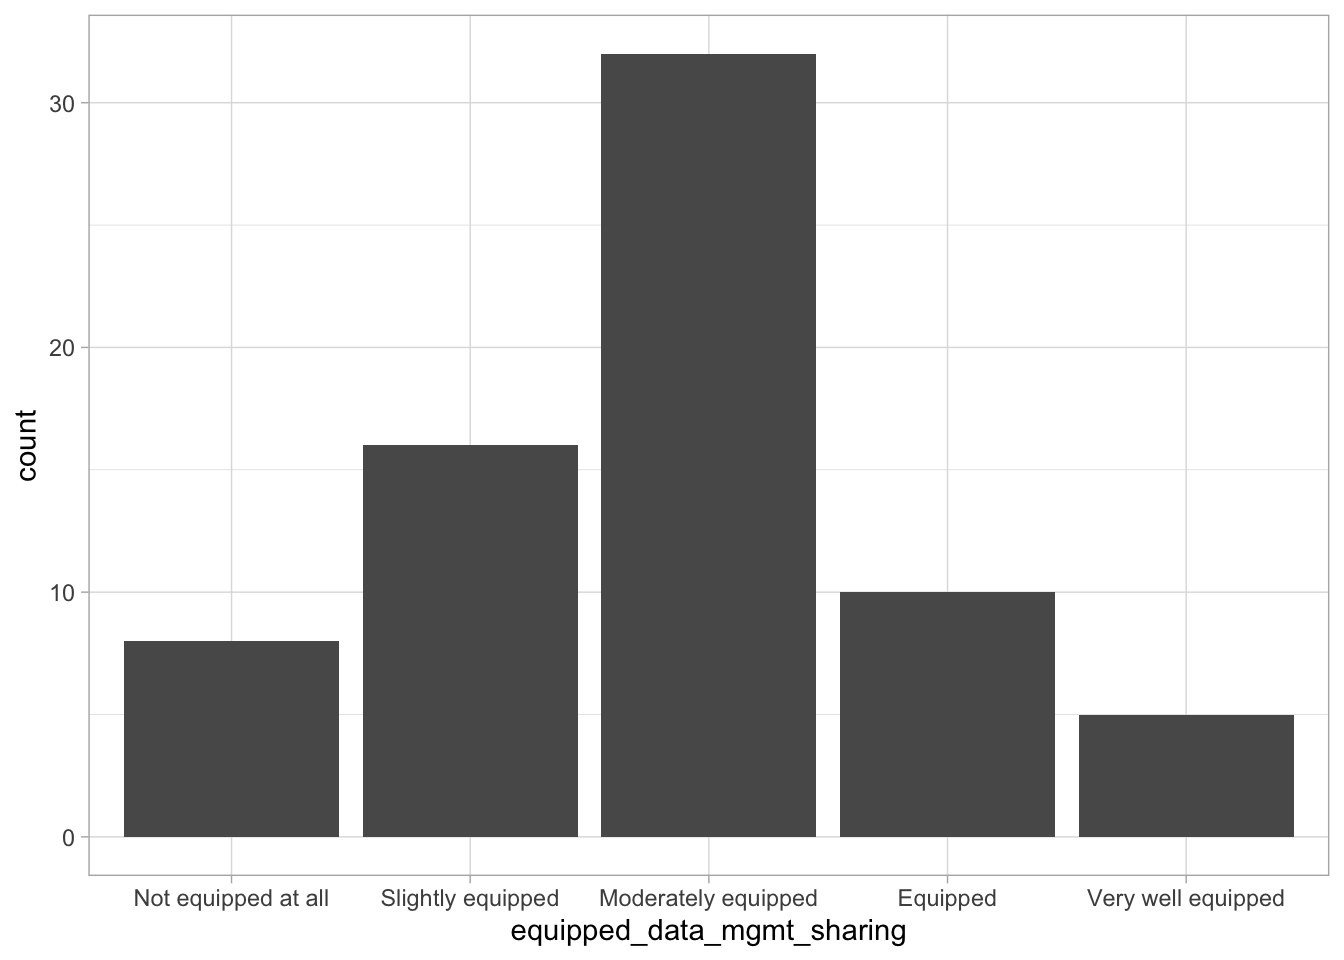 30
20
10
0
count
Not equipped at all Slightly equipped Moderately equipped Equipped Very well equipped
equipped_data_mgmt_sharing